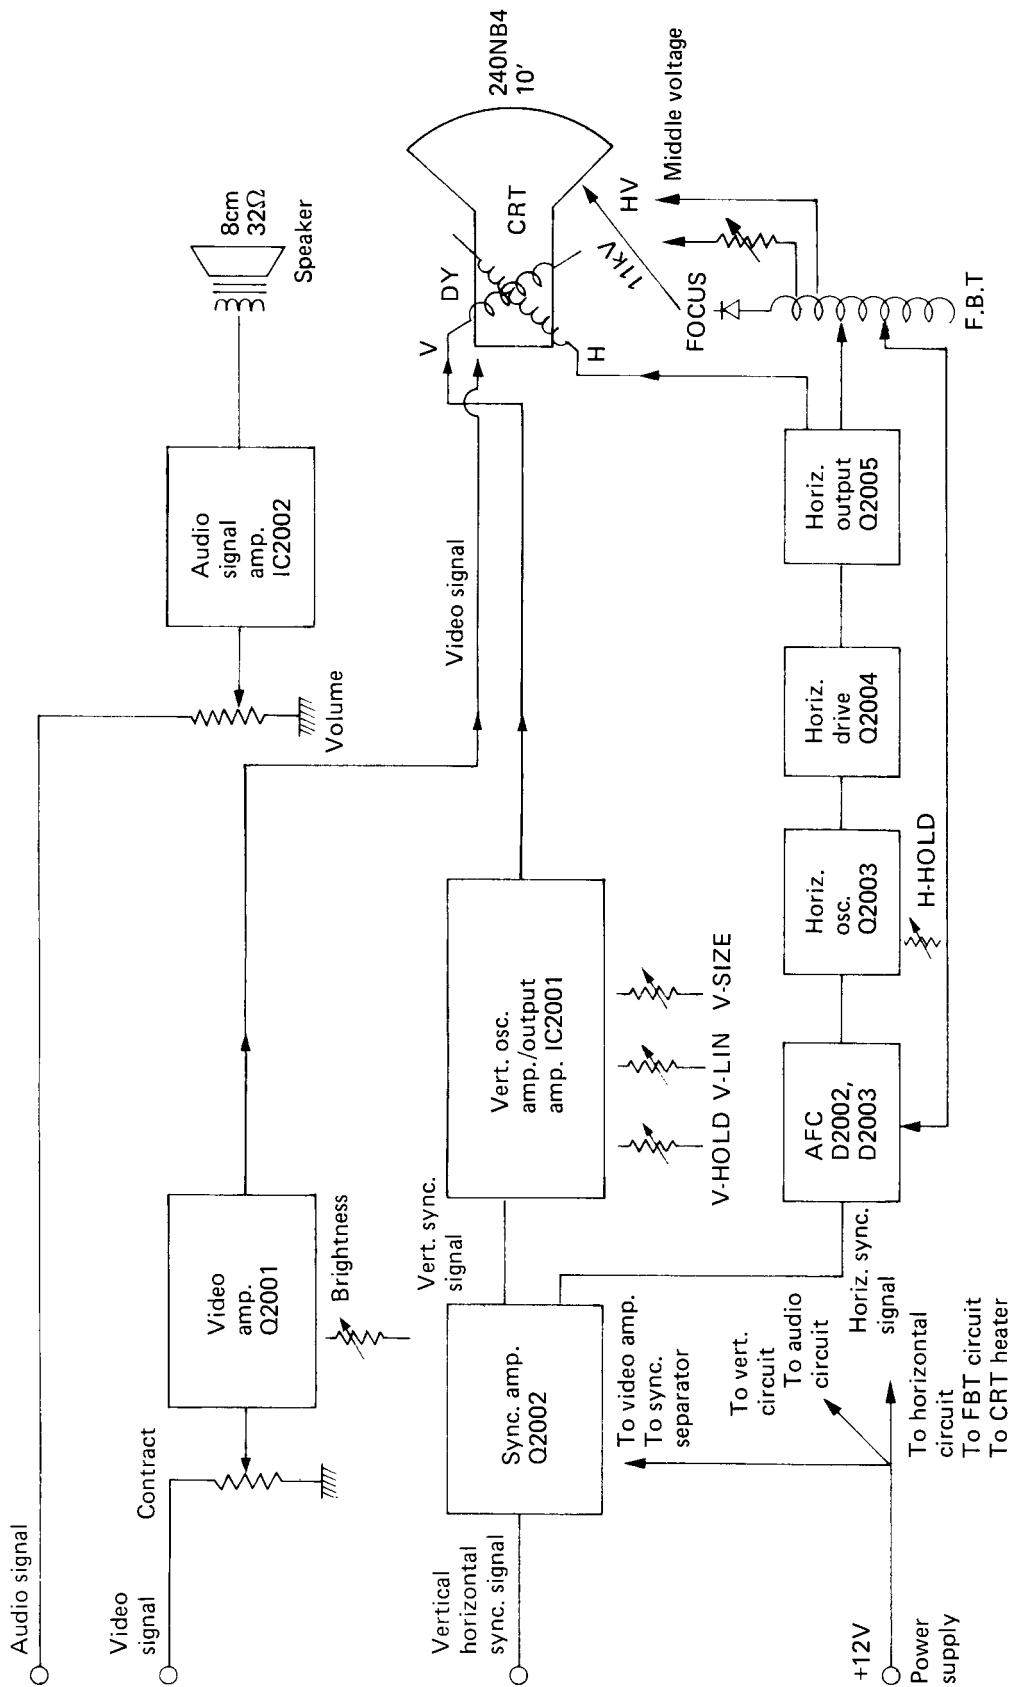 Audio signal
Video
signal
Contract
Video
amp.
Q2001
Brightness
Volume
Audio
signal
amp.
IC2002
8cm
32Ω
Speaker
Vertical
horizontal
sync. signal
Sync. amp.
Q2002
Vert. sync.
signal
Vert. osc.
amp./output
amp. IC2001
V-HOLD
V-LIN
V-SIZE
Video signal
V
DY
H
CRT
240NB4
10'
11kV
FOCUS
HV
Middle voltage
F.B.T
Horiz. sync.
signal
AFC
D2002,
D2003
Horiz.
osc.
Q2003
H-HOLD
Horiz.
drive
Q2004
Horiz.
output
Q2005
+12V
Power
supply
To video amp.
To sync.
separator
To vert.
circuit
To audio
circuit
To horizontal
circuit
To FBT circuit
To CRT heater